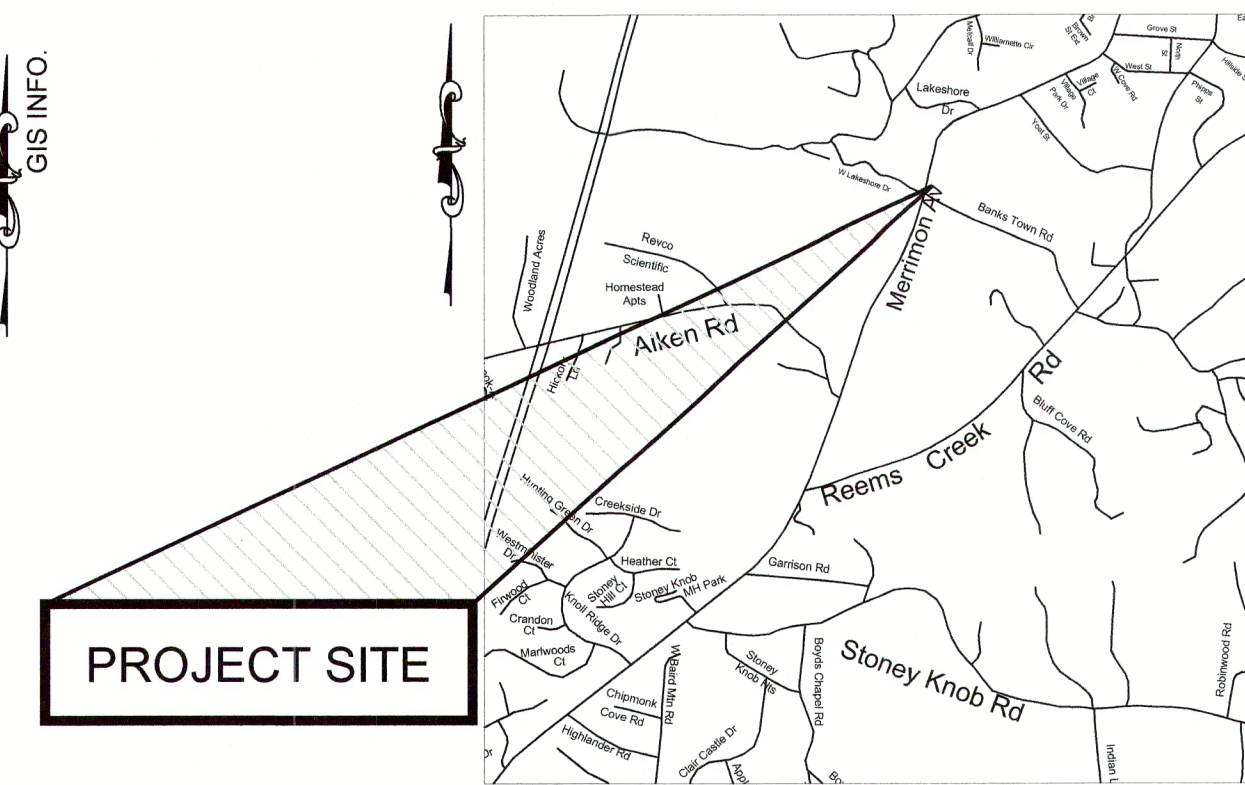 GIS INFO.
Metcalf Dr
Williamette Cir
Brown
St Ext
Grove St
North
St
West St
Hillside S
Village
Ct
Village
Park Dr
W Cove Rd
Phipps
St
Lakeshore
Dr
Yost St
W Lakeshore Dr
Merrimon A
Banks Town Rd
Woodland Acres
Revco
Scientific
Homestead
Apts
Aiken Rd
Ln
Rd
Bluff Cove Rd
Reems Creek
Hunting Green Dr
Creekside Dr
Westminister
Dr
Heather Ct
Firwood
Ct
Stoney
Hill Ct
Stoney Knob
MH Park
Garrison Rd
Crandon
Ct
Knoll Ridge Dr
Marlwoods
Ct
PROJECT SITE
W Baird Mtn Rd
Stoney
Knob Hls
Boyds Chapel Rd
Stoney Knob Rd
Robinwood Rd
Chipmonk
Cove Rd
Highlander Rd
Clair Castle Dr
Appl
Indian L
Dr